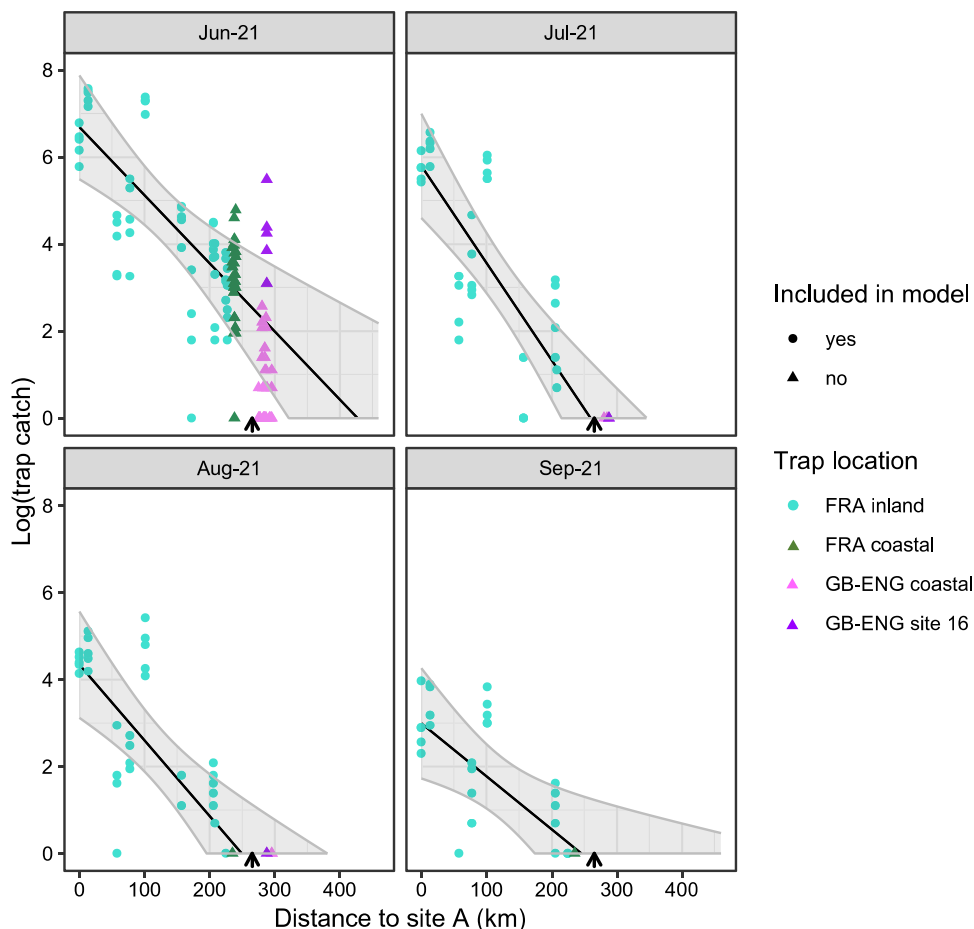 Jun-21
Jul-21
8
6
4
2
0
Aug-21
Sep-21
8
6
4
2
0
0 100 200 300 400
0 100 200 300 400
Log(trap catch)
Distance to site A (km)
Included in model
yes
no
Trap location
FRA inland
FRA coastal
GB-ENG coastal
GB-ENG site 16